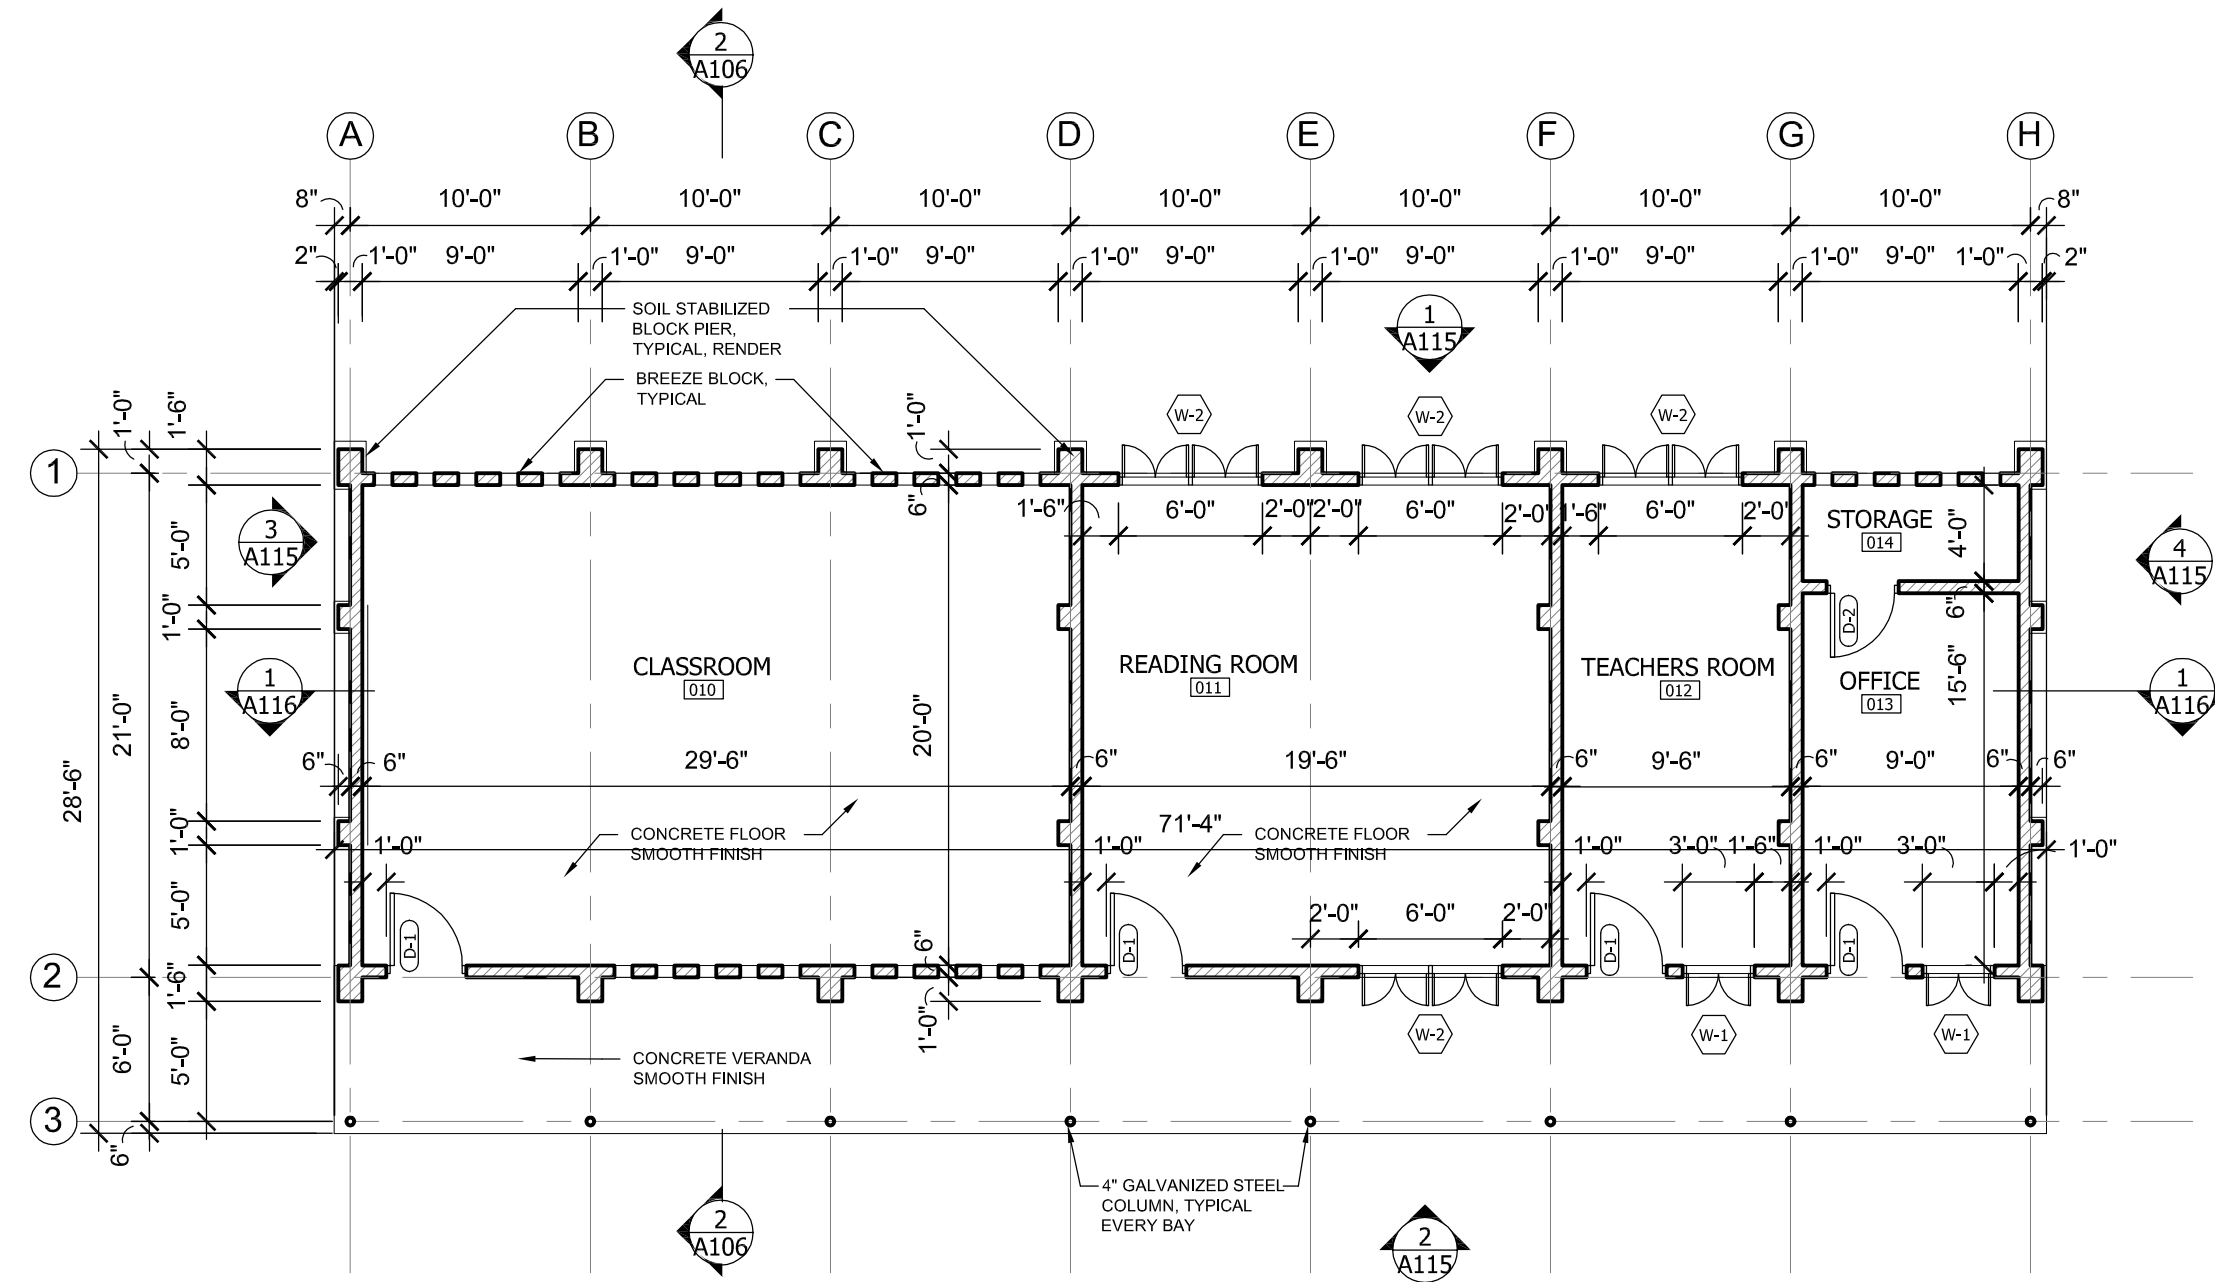 2
A106
A B C D E F G H
8" 10'-0" 10'-0" 10'-0" 10'-0" 10'-0" 10'-0" 10'-0" 8"
2" 1'-0" 9'-0" 1'-0" 9'-0" 1'-0" 9'-0" 1'-0" 9'-0" 1'-0" 9'-0" 1'-0" 9'-0" 1'-0" 9'-0" 1'-0" 2"
SOIL STABILIZED
BLOCK PIER,
TYPICAL, RENDER
BREEZE BLOCK,
TYPICAL
1
A115
W-2 W-2 W-2
1'-0" 1'-6" 1'-0"
1
6"
1'-6" 6'-0" 2'-0" 2'-0" 6'-0" 2'-0" 1'-6" 6'-0" 2'-0"
STORAGE
014
4'-0"
3
A115
5'-0"
4
A115
1'-0"
6"
D-2
CLASSROOM
010
READING ROOM
011
TEACHERS ROOM
012
OFFICE
013
15'-6"
1
A116
1
A116
28'-6"
21'-0"
8'-0"
20'-0"
6" 6" 29'-6" 6" 19'-6" 6" 9'-6" 6" 9'-0" 6" 6"
71'-4"
CONCRETE FLOOR
SMOOTH FINISH
CONCRETE FLOOR
SMOOTH FINISH
1'-0"
1'-0" 1'-0" 1'-0" 3'-0" 1'-6" 1'-0" 3'-0" 1'-0"
5'-0"
2'-0" 6'-0" 2'-0"
D-1 D-1 D-1 D-1
6"
2
1'-6"
1'-0"
W-2 W-1 W-1
6'-0"
5'-0"
CONCRETE VERANDA
SMOOTH FINISH
3
6"
4" GALVANIZED STEEL
COLUMN, TYPICAL
EVERY BAY
2
A106
2
A115